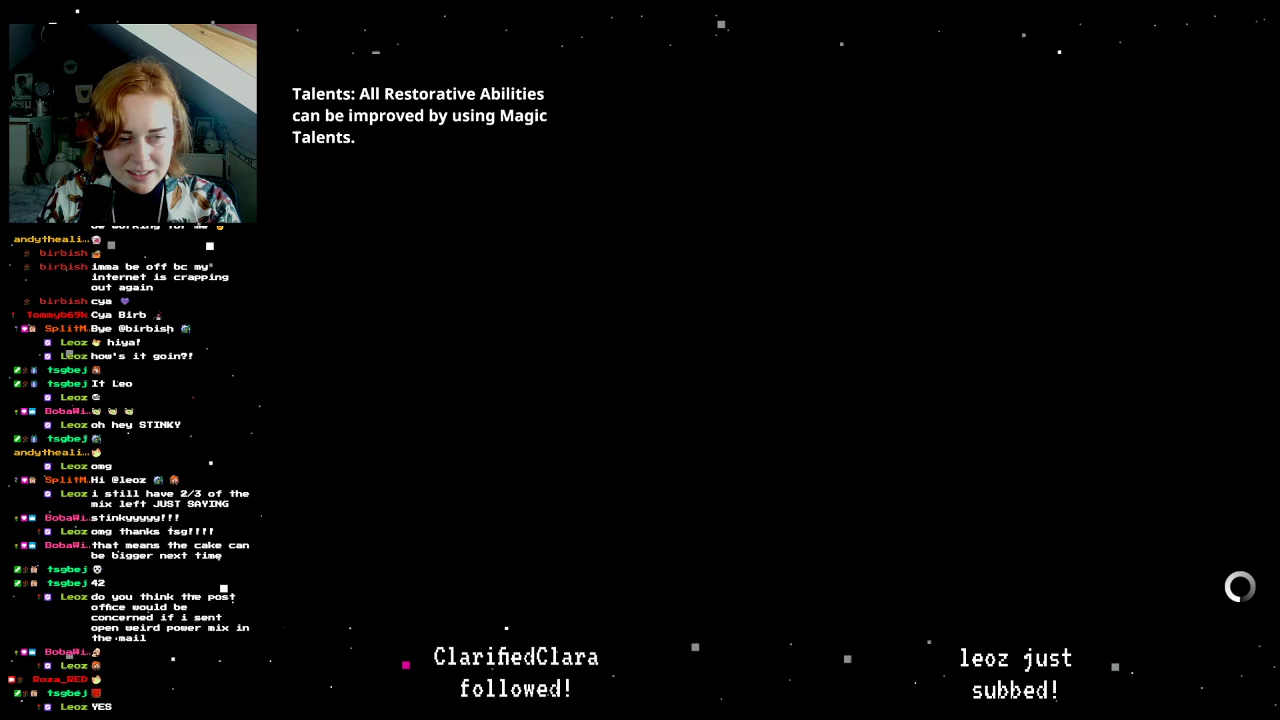 Talents: All Restorative Abilities
can be improved by using Magic
Talents.
andytheali…
birbish
birbish imma be off bc my
internet is crapping
out again
birbish cya
Tommyb69k Cya Birb
SplitM… Bye @birbish
Leoz hiya!
Leoz how's it goin?!
tsgbej
tsgbej It Leo
Leoz
BobaWi…
Leoz oh hey STINKY
tsgbej
andytheali…
Leoz omg
SplitM… Hi @leoz
Leoz i still have 2/3 of the
mix left JUST SAYING
BobaWi… stinkyyyyy!!!
Leoz omg thanks tsg!!!!
BobaWi… that means the cake can
be bigger next time
tsgbej
tsgbej 42
Leoz do you think the post
office would be
concerned if i sent
open weird power mix in
the mail
BobaWi…
Leoz
Roza_RED
tsgbej
Leoz YES
ClarifiedClara
followed!
leoz just
subbed!